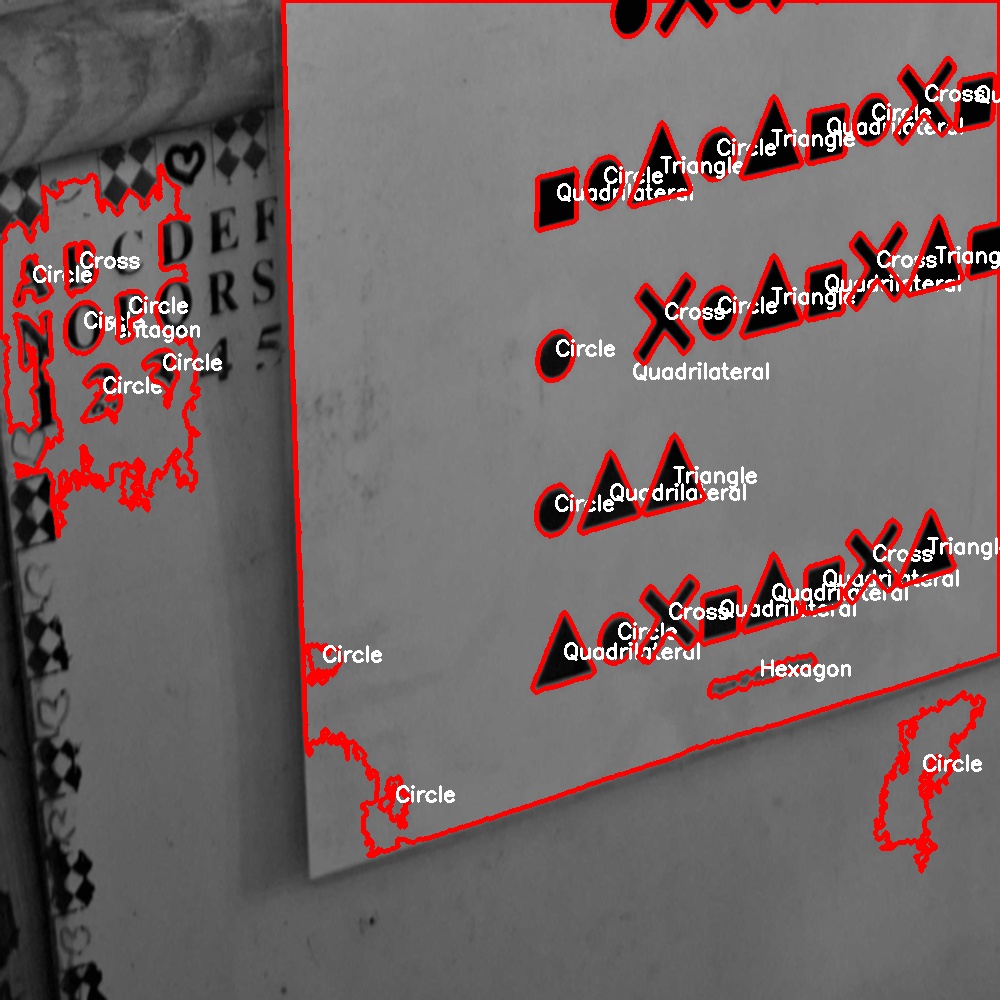 Circle Triangle Circle Triangle Quadrilateral Circle Cross
Quadrilateral
A B C D E F
Circle Cross
N O P Q R S
Circle Circle
Pentagon
1 2 3 4 5
Circle Circle
Cross Circle Triangle Quadrilateral Cross Triangle
Quadrilateral
Circle
Quadrilateral
Circle Quadrilateral Triangle
Quadrilateral Circle Cross Quadrilateral Quadrilateral Quadrilateral Cross Triangle
Hexagon
Circle
Circle
Circle